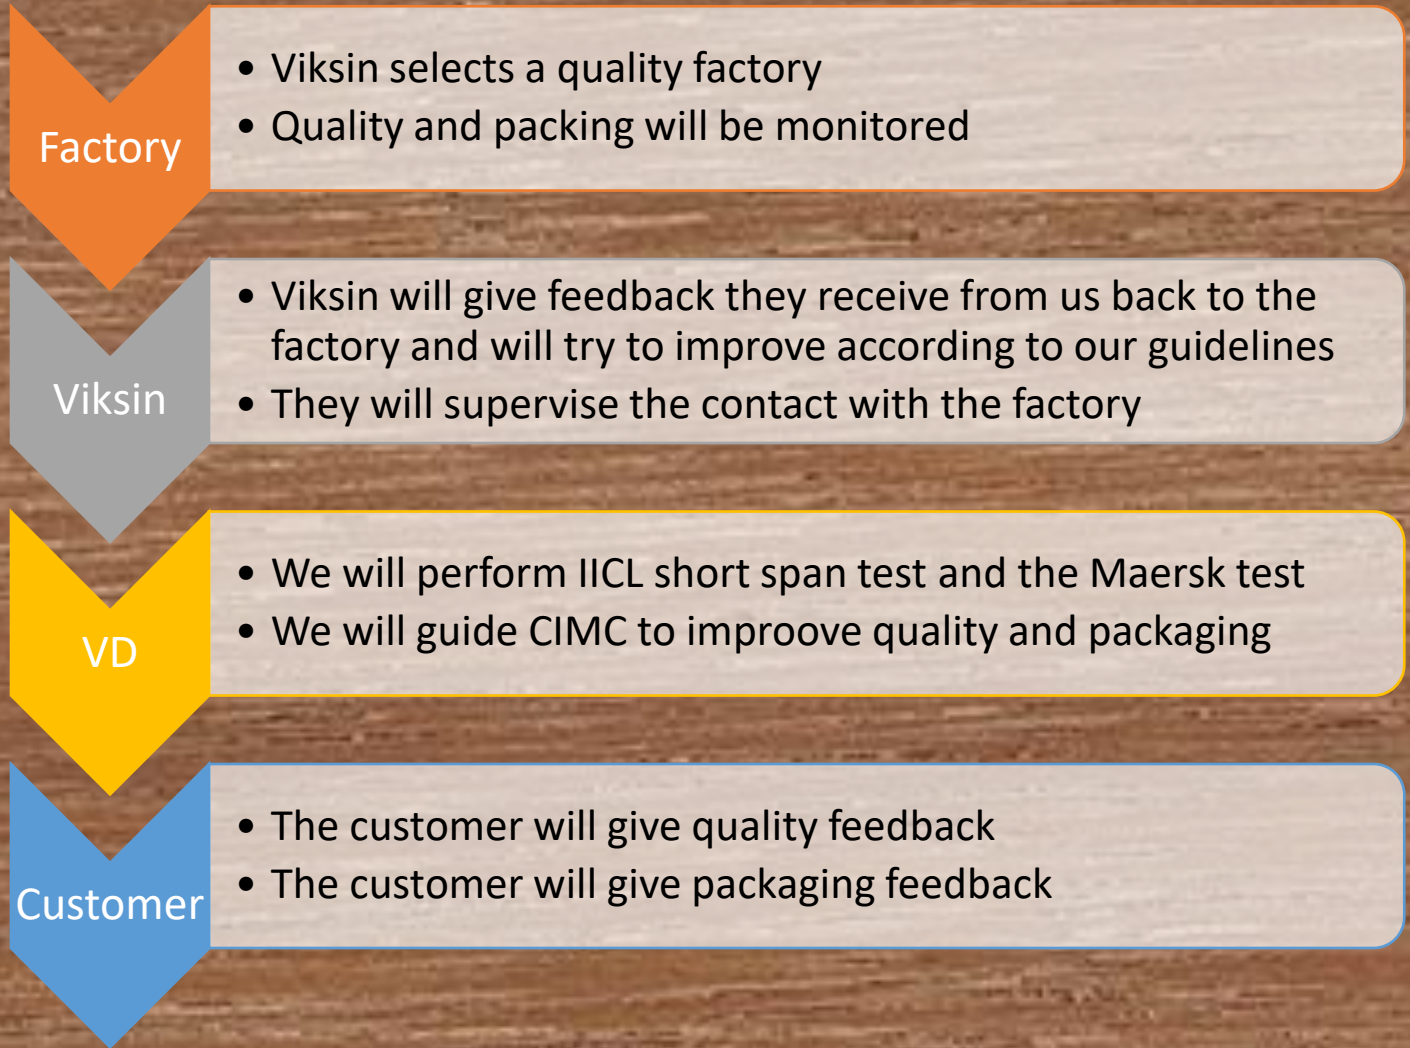 Factory
• Viksin selects a quality factory
• Quality and packing will be monitored
Viksin
• Viksin will give feedback they receive from us back to the
factory and will try to improve according to our guidelines
• They will supervise the contact with the factory
VD
• We will perform IICL short span test and the Maersk test
• We will guide CIMC to improove quality and packaging
Customer
• The customer will give quality feedback
• The customer will give packaging feedback